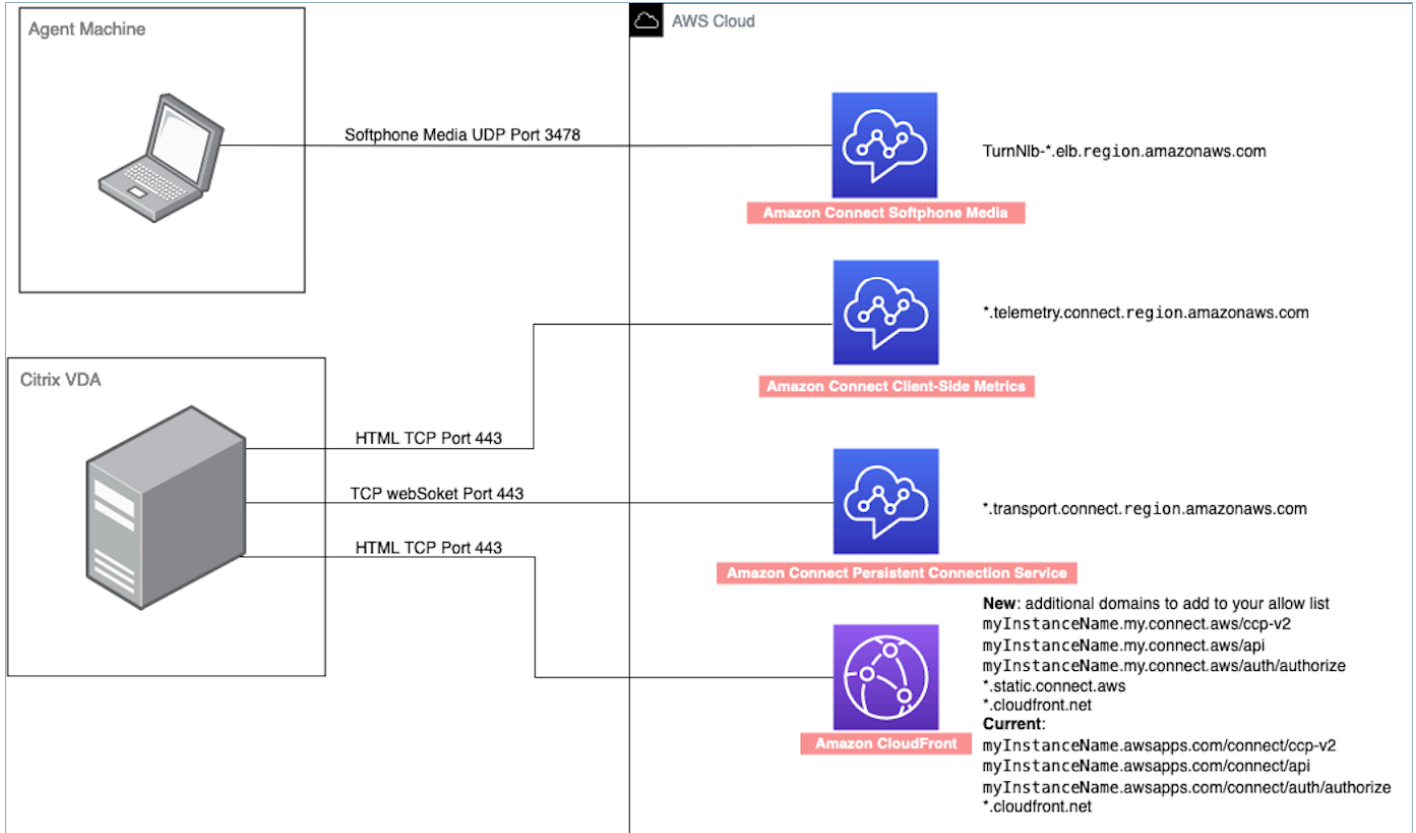 Agent Machine
AWS Cloud
Softphone Media UDP Port 3478
TurnNlb-*.elb.region.amazonaws.com
Amazon Connect Softphone Media
*.telemetry.connect.region.amazonaws.com
Amazon Connect Client-Side Metrics
Citrix VDA
HTML TCP Port 443
TCP webSoket Port 443
*.transport.connect.region.amazonaws.com
HTML TCP Port 443
Amazon Connect Persistent Connection Service
New: additional domains to add to your allow list
myInstanceName.my.connect.aws/ccp-v2
myInstanceName.my.connect.aws/api
myInstanceName.my.connect.aws/auth/authorize
*.static.connect.aws
*.cloudfront.net
Current:
Amazon CloudFront
myInstanceName.awsapps.com/connect/ccp-v2
myInstanceName.awsapps.com/connect/api
myInstanceName.awsapps.com/connect/auth/authorize
*.cloudfront.net